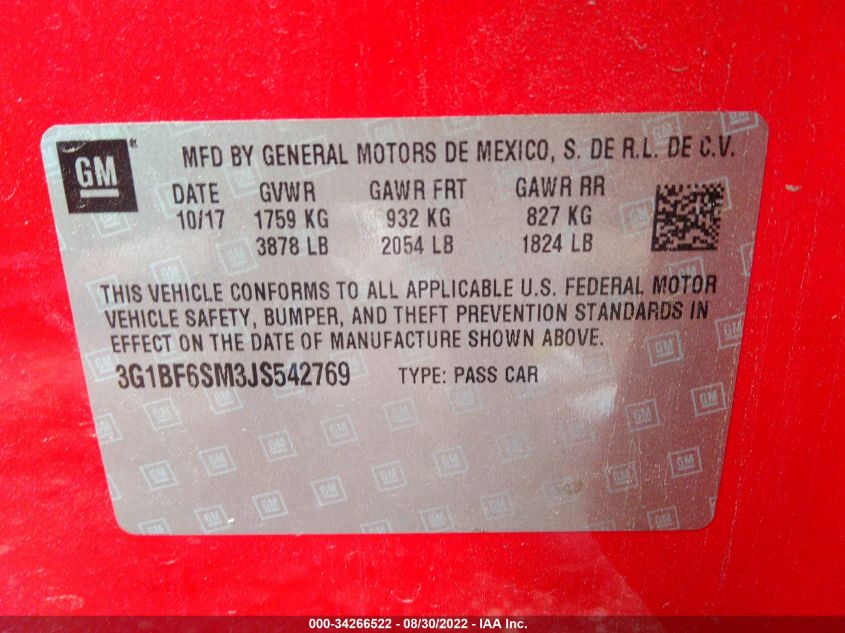 GM
MFD BY GENERAL MOTORS DE MEXICO, S. DE R.L. DE C.V.
DATE GVWR GAWR FRT GAWR RR
10/17 1759 KG 932 KG 827 KG
3878 LB 2054 LB 1824 LB
THIS VEHICLE CONFORMS TO ALL APPLICABLE U.S. FEDERAL MOTOR
VEHICLE SAFETY, BUMPER, AND THEFT PREVENTION STANDARDS IN
EFFECT ON THE DATE OF MANUFACTURE SHOWN ABOVE.
3G1BF6SM3JS542769 TYPE: PASS CAR
000-34266522 - 08/30/2022 - IAA Inc.